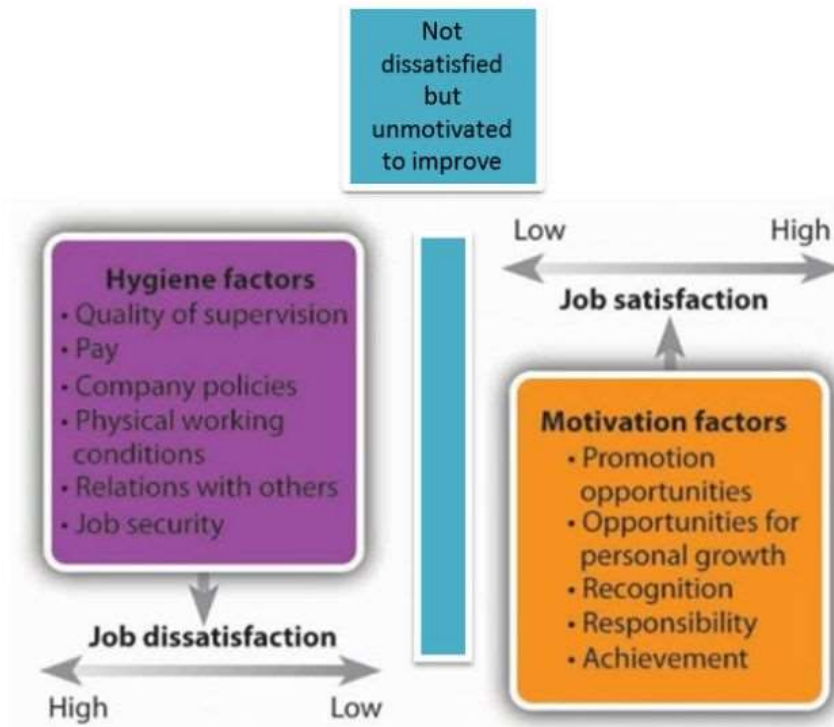 Not
dissatisfied
but
unmotivated
to improve
Hygiene factors
• Quality of supervision
• Pay
• Company policies
• Physical working
conditions
• Relations with others
• Job security
Job dissatisfaction
High Low
Low High
Job satisfaction
Motivation factors
• Promotion
opportunities
• Opportunities for
personal growth
• Recognition
• Responsibility
• Achievement